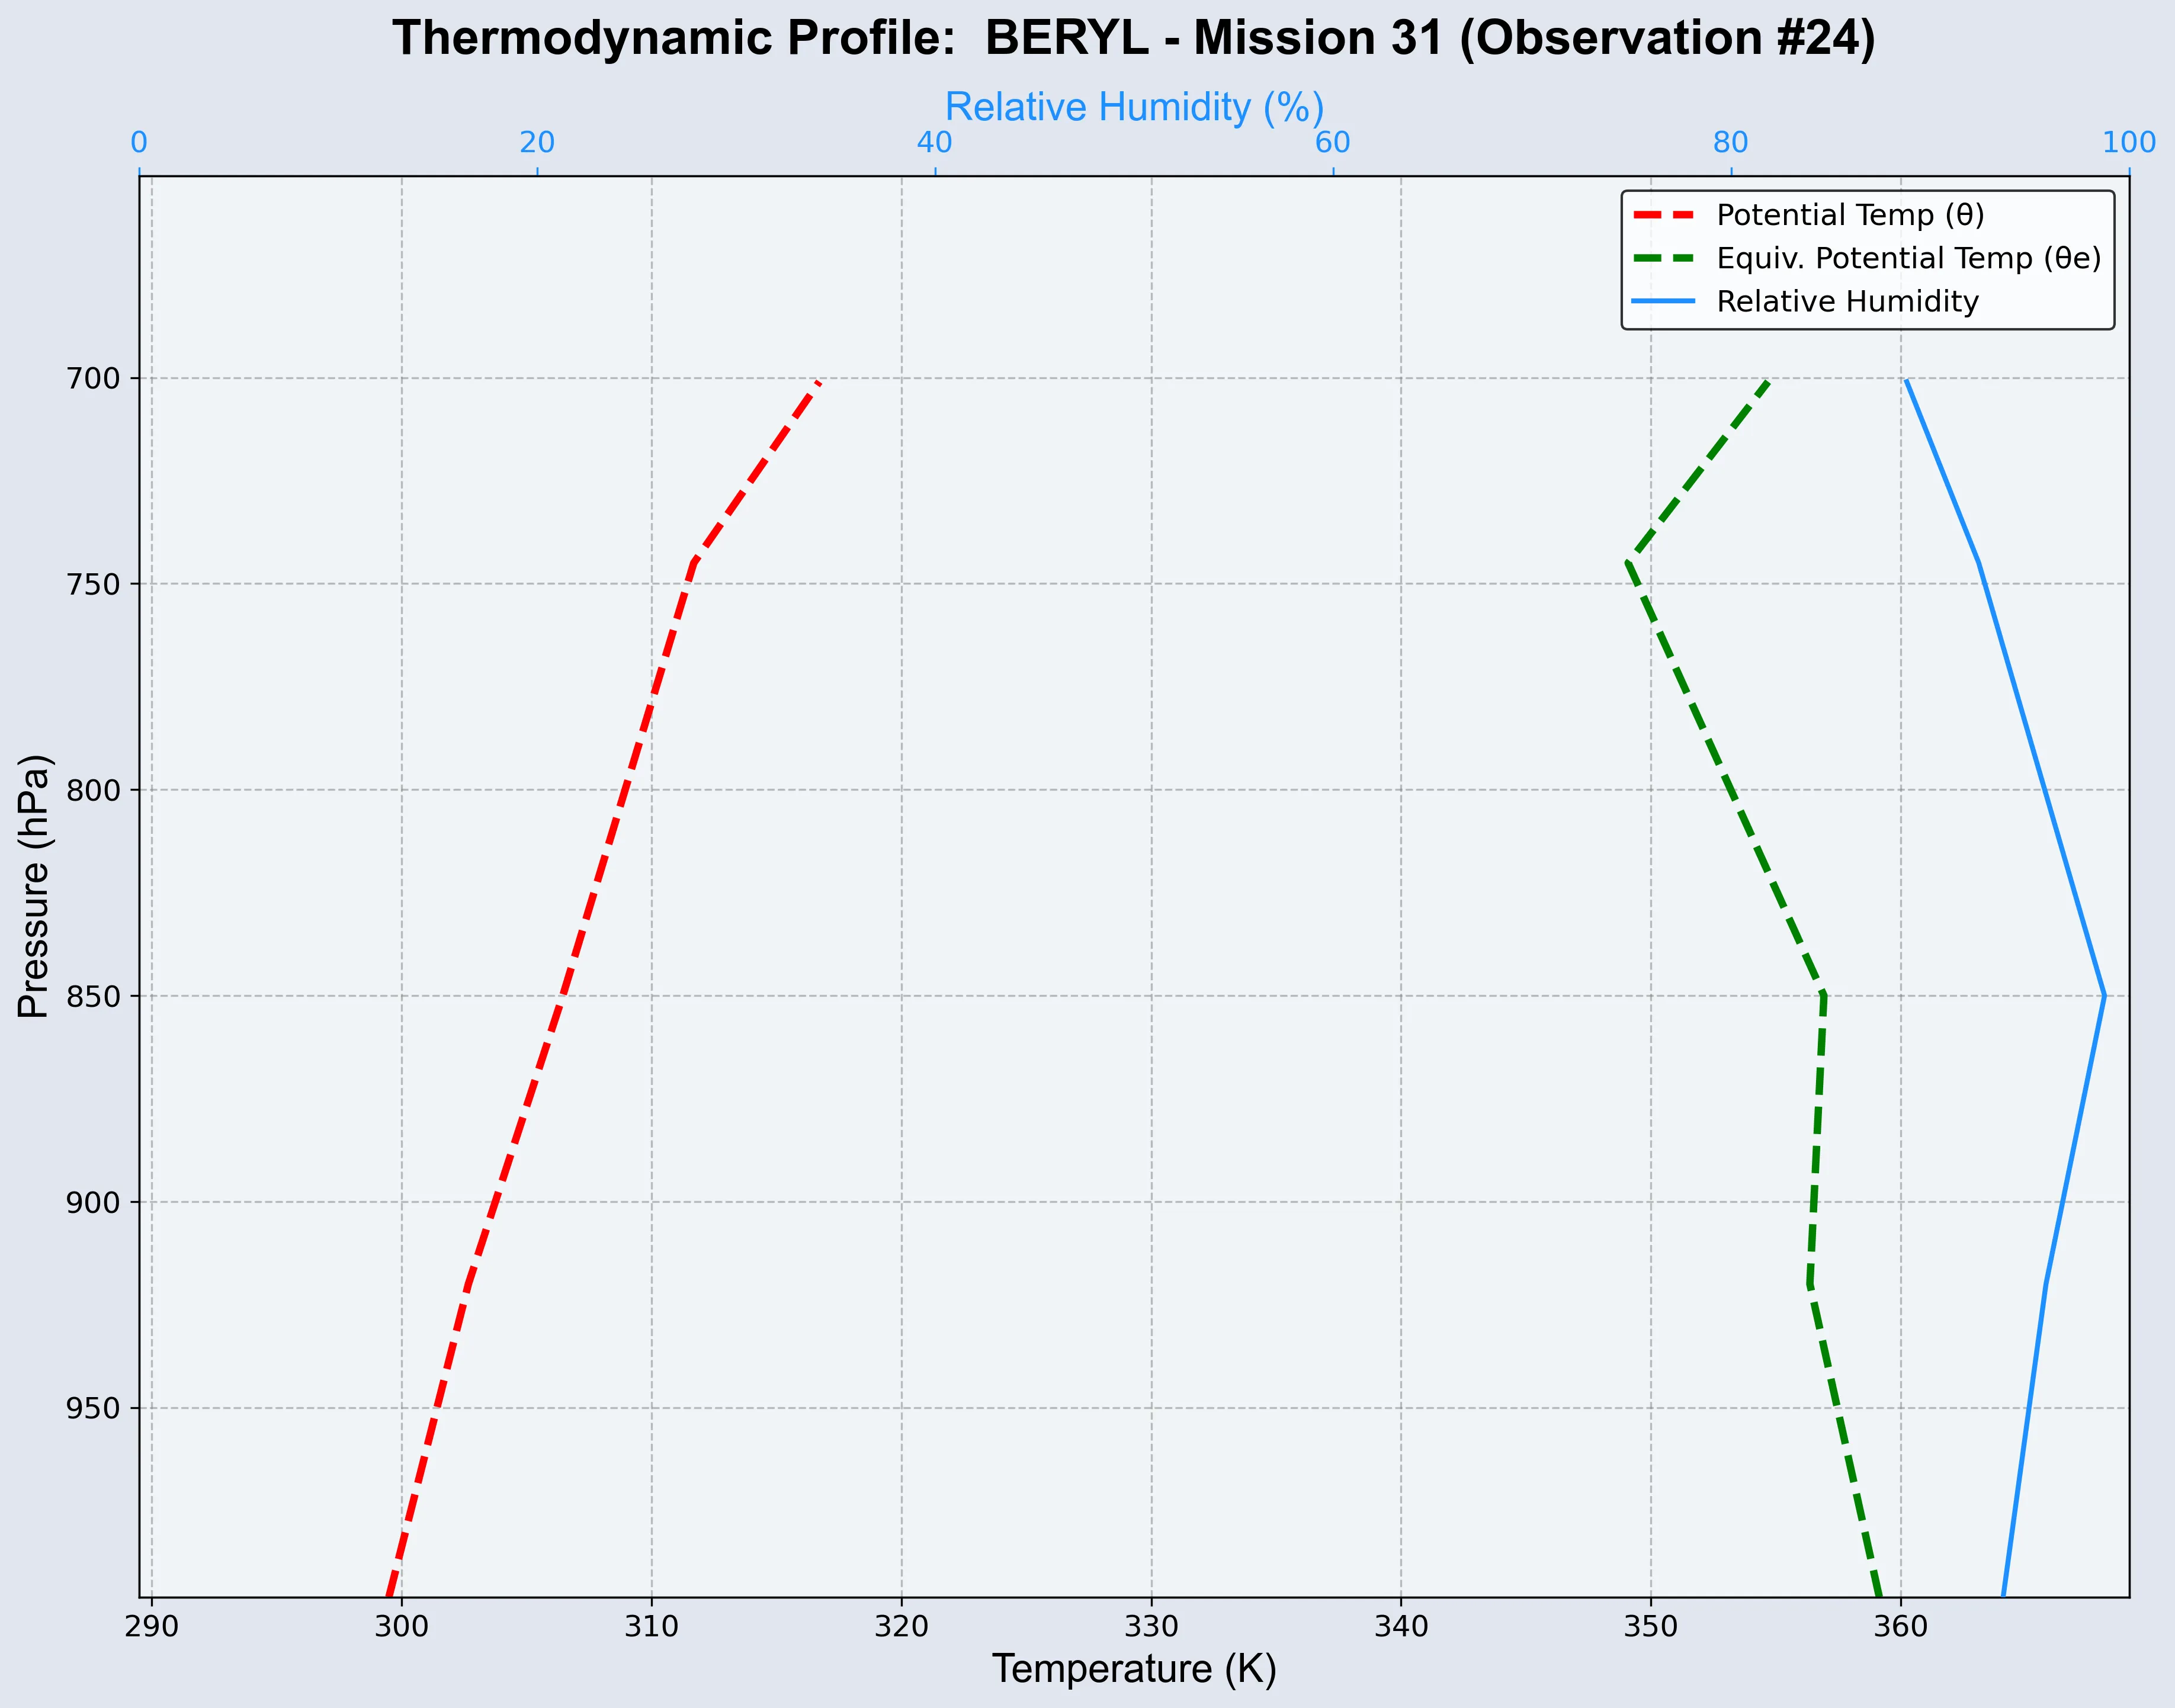 Thermodynamic Profile:  BERYL - Mission 31 (Observation #24)
Relative Humidity (%)
0 20 40 60 80 100
Potential Temp (θ)
Equiv. Potential Temp (θe)
Relative Humidity
700
750
800
850
900
950
Pressure (hPa)
290 300 310 320 330 340 350 360
Temperature (K)